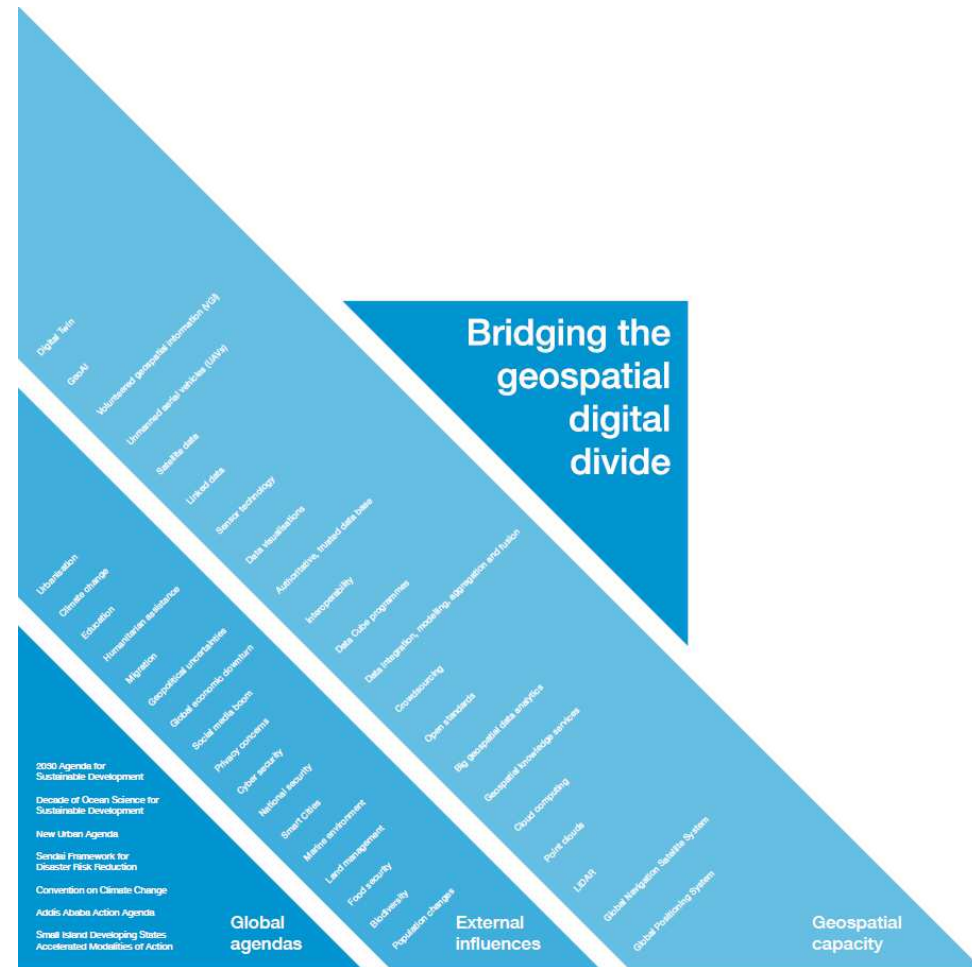 Bridging the
geospatial
digital
divide
Digital Twin
GeoAI
Volunteered geospatial information (VGI)
Unmanned aerial vehicles (UAVs)
Satellite data
Linked data
Sensor technology
Data visualisations
Authoritative, trusted data base
Interoperability
Data Cube programmes
Data Integration, modelling, aggregation and fusion
Crowdsourcing
Open standards
Big geospatial data analytics
Geospatial knowledge services
Cloud computing
Point clouds
LiDAR
Global Navigation Satellite System
Global Positioning System
Geospatial
capacity
Urbanisation
Climate change
Education
Humanitarian assistance
Migration
Geopolitical uncertainties
Global economic downturn
Social media boom
Privacy concerns
Cyber security
National security
Smart Cities
Marine environment
Land management
Food security
Biodiversity
Population changes
External
influences
2030 Agenda for
Sustainable Development
Decade of Ocean Science for
Sustainable Development
New Urban Agenda
Sendai Framework for
Disaster Risk Reduction
Convention on Climate Change
Addis Ababa Action Agenda
Small Island Developing States
Accelerated Modalities of Action
Global
agendas